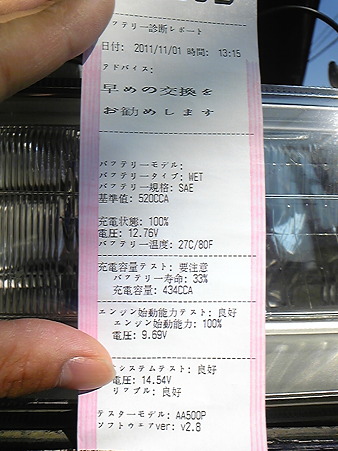 ッテリー診断レポート
日付: 2011/11/01 時間: 13:15
アドバイス:
早めの交換を
お勧めします
バッテリーモデル:
バッテリータイプ: WET
バッテリー規格: SAE
基準値: 520CCA
充電状態: 100%
電圧: 12.76V
バッテリー温度: 27C/80F
充電容量テスト: 要注意
バッテリー寿命: 33%
充電容量: 434CCA
エンジン始動能力テスト: 良好
エンジン始動能力: 100%
電圧: 9.69V
システムテスト: 良好
電圧: 14.54V
リプル: 良好
テスターモデル: AA500P
ソフトウエアver: v2.8